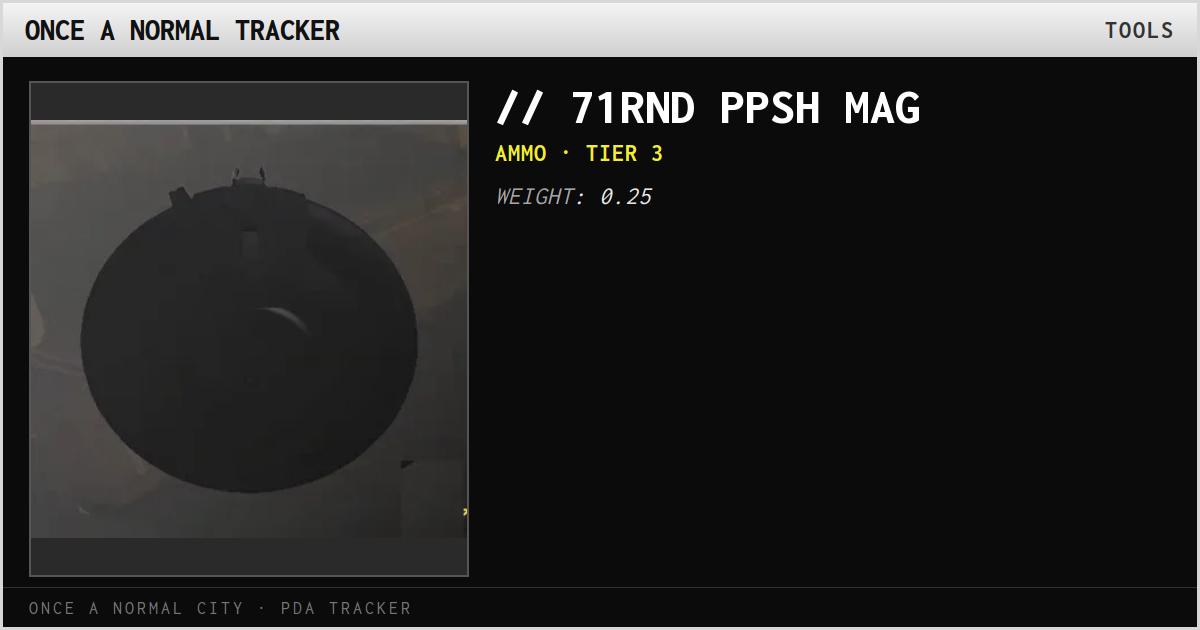 ONCE A NORMAL TRACKER
TOOLS
// 71RND PPSH MAG
AMMO · TIER 3
WEIGHT: 0.25
ONCE A NORMAL CITY · PDA TRACKER